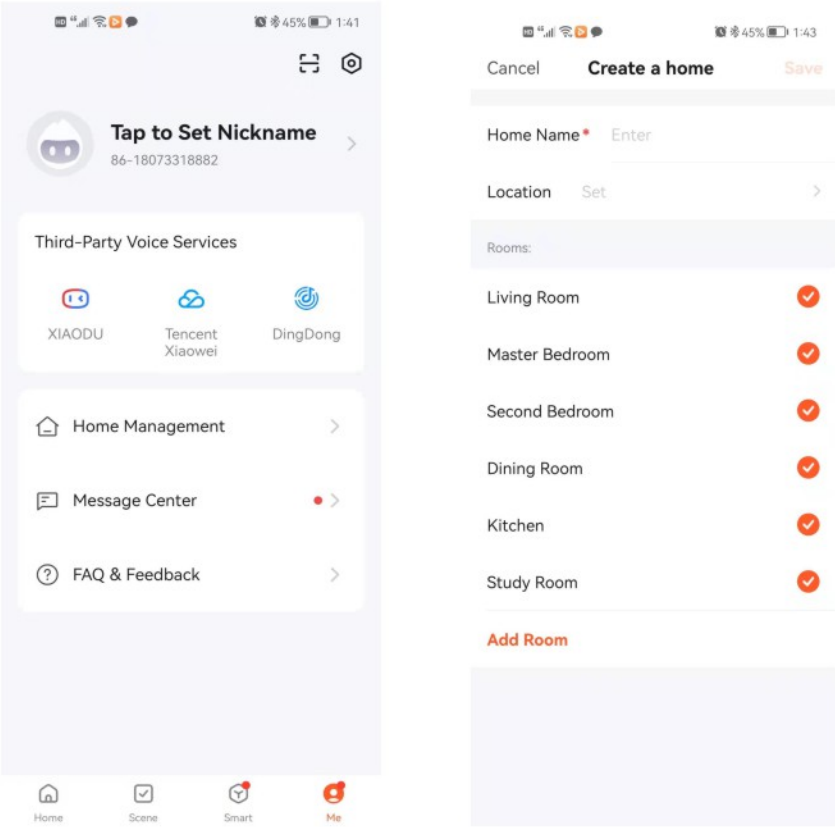 HD 45% 1:41
Tap to Set Nickname
86-18073318882
Third-Party Voice Services
XIAODU
Tencent
Xiaowei
DingDong
Home Management
Message Center
FAQ & Feedback
Home
Scene
Smart
Me
HD 45% 1:43
Cancel Create a home Save
Home Name* Enter
Location Set
Rooms:
Living Room
Master Bedroom
Second Bedroom
Dining Room
Kitchen
Study Room
Add Room